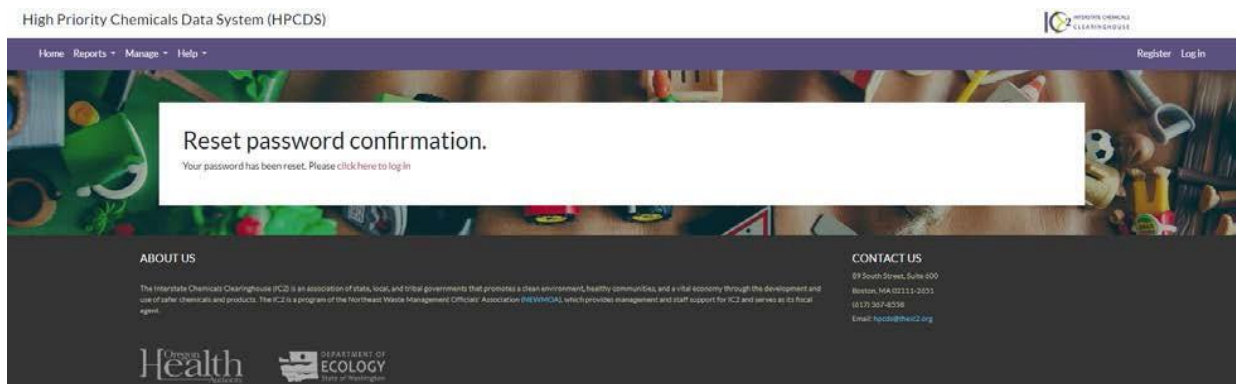 High Priority Chemicals Data System (HPCDS)
IC2 INTERSTATE CHEMICALS
CLEARINGHOUSE
Home Reports Manage Help
Register Log in
Reset password confirmation.
Your password has been reset. Please click here to log in
ABOUT US
The Interstate Chemicals Clearinghouse (IC2) is an association of state, local, and tribal governments that promotes a clean environment, healthy communities, and a vital economy through the development and
use of safer chemicals and products. The IC2 is a program of the Northeast Waste Management Officials' Association (NEWMOA), which provides management and staff support for IC2 and serves as its fiscal
agent.
CONTACT US
89 South Street, Suite 600
Boston, MA 02111-2651
(617) 367-8558
Email: hpcds@theic2.org
Oregon
Health
Authority
DEPARTMENT OF
ECOLOGY
State of Washington